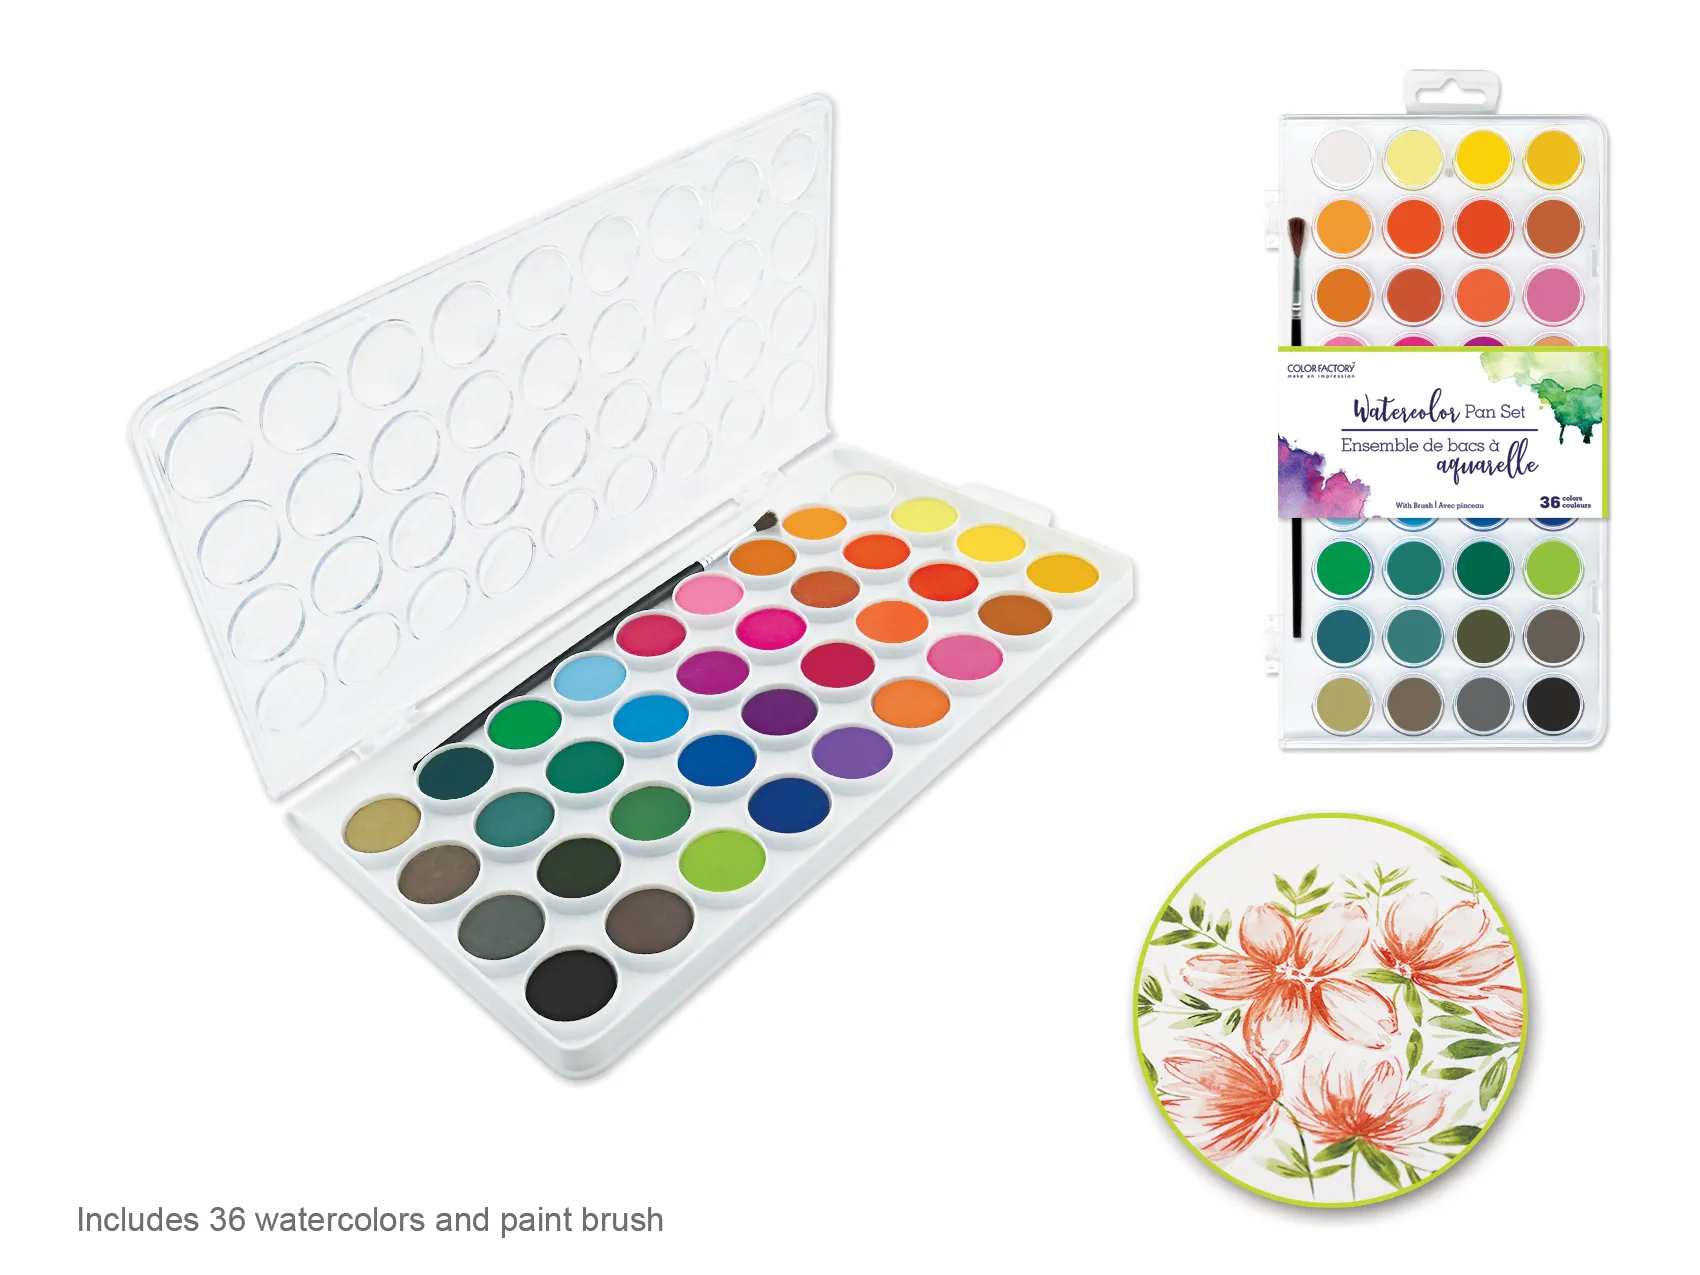 COLOR FACTORY
make an impression
Watercolor Pan Set
Ensemble de bacs à
aquarelle
With Brush | Avec pinceau
36 colors
couleurs
Includes 36 watercolors and paint brush